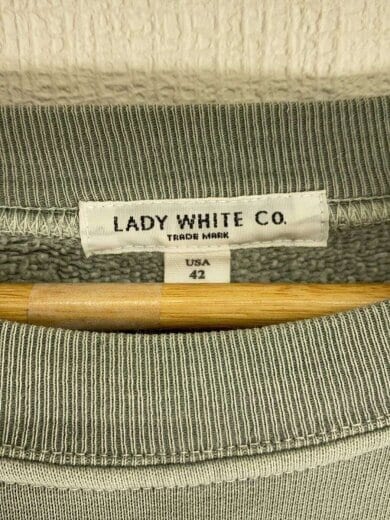 LADY WHITE CO.
TRADE MARK
USA
42